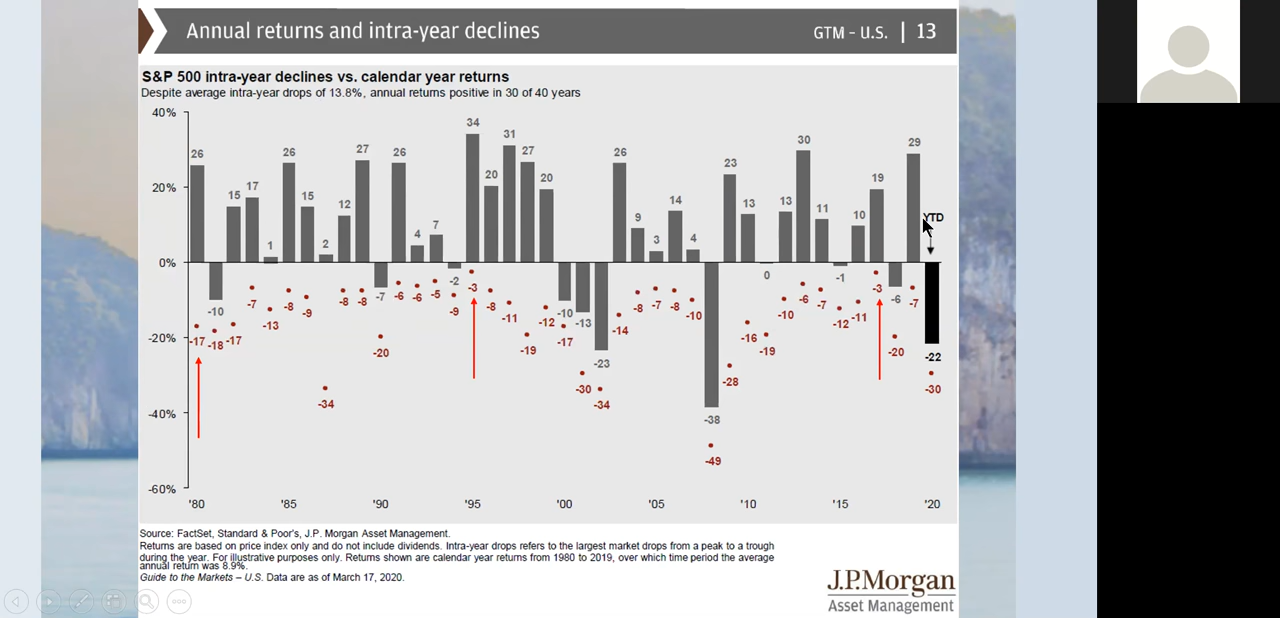 Annual returns and intra-year declines
GTM – U.S. | 13
S&P 500 intra-year declines vs. calendar year returns
Despite average intra-year drops of 13.8%, annual returns positive in 30 of 40 years
40%
20%
0%
-20%
-40%
-60%
26 -10 15 17 1 26 15 2 12 27 -7 26 4 7 -2 34 20 31 27 20 -10 -13 -23 26 9 3 14 4 -38 23 13 0 13 30 11 -1 10 19 -6 29 -22
YTD
-17 -18 -17 -7 -13 -8 -9 -34 -8 -8 -20 -6 -6 -5 -9 -3 -8 -11 -19 -12 -17 -30 -34 -14 -8 -7 -8 -10 -49 -28 -16 -19 -10 -6 -7 -12 -11 -3 -20 -7 -30
'80 '85 '90 '95 '00 '05 '10 '15 '20
Source: FactSet, Standard & Poor's, J.P. Morgan Asset Management.
Returns are based on price index only and do not include dividends. Intra-year drops refers to the largest market drops from a peak to a trough
during the year. For illustrative purposes only. Returns shown are calendar year returns from 1980 to 2019, over which time period the average
annual return was 8.9%.
Guide to the Markets – U.S. Data are as of March 17, 2020.
J.P.Morgan
Asset Management